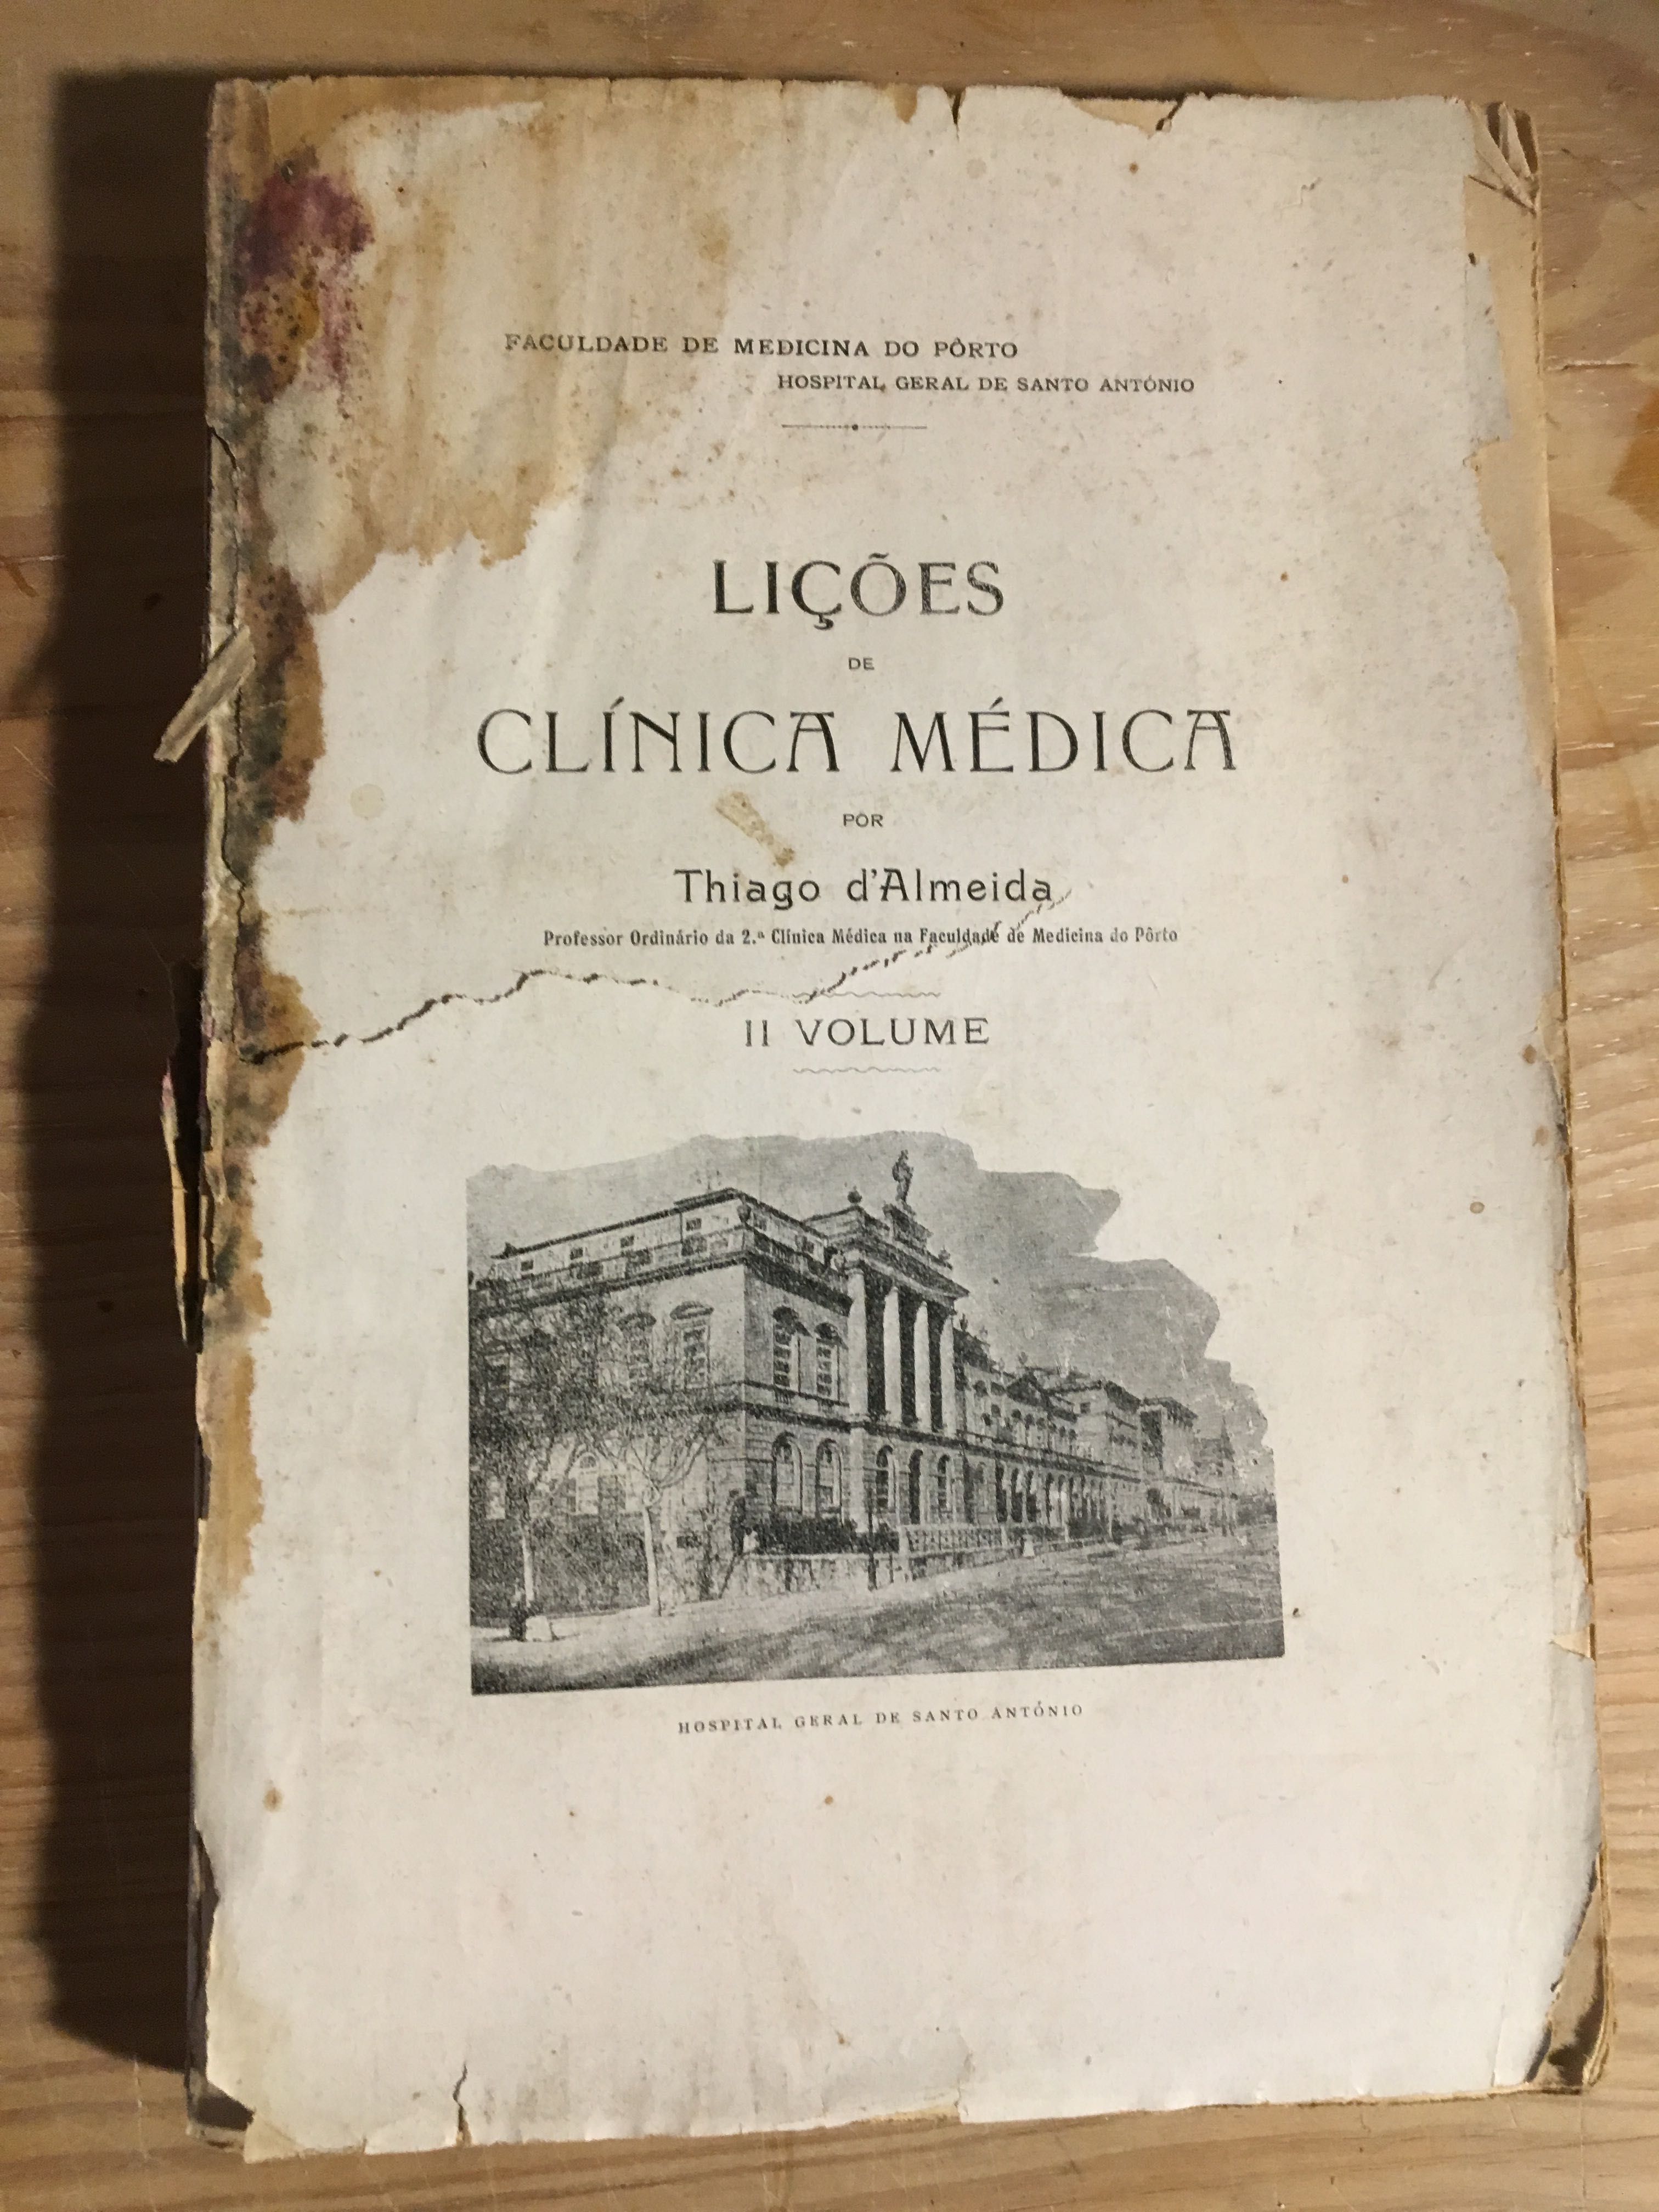 FACULDADE DE MEDICINA DO PÔRTO
HOSPITAL GERAL DE SANTO ANTÓNIO
LIÇÕES
DE
CLÍNICA MÉDICA
POR
Thiago d'Almeida
Professor Ordinário da 2.ª Clínica Médica na Faculdade de Medicina do Pôrto
II VOLUME
HOSPITAL GERAL DE SANTO ANTÓNIO